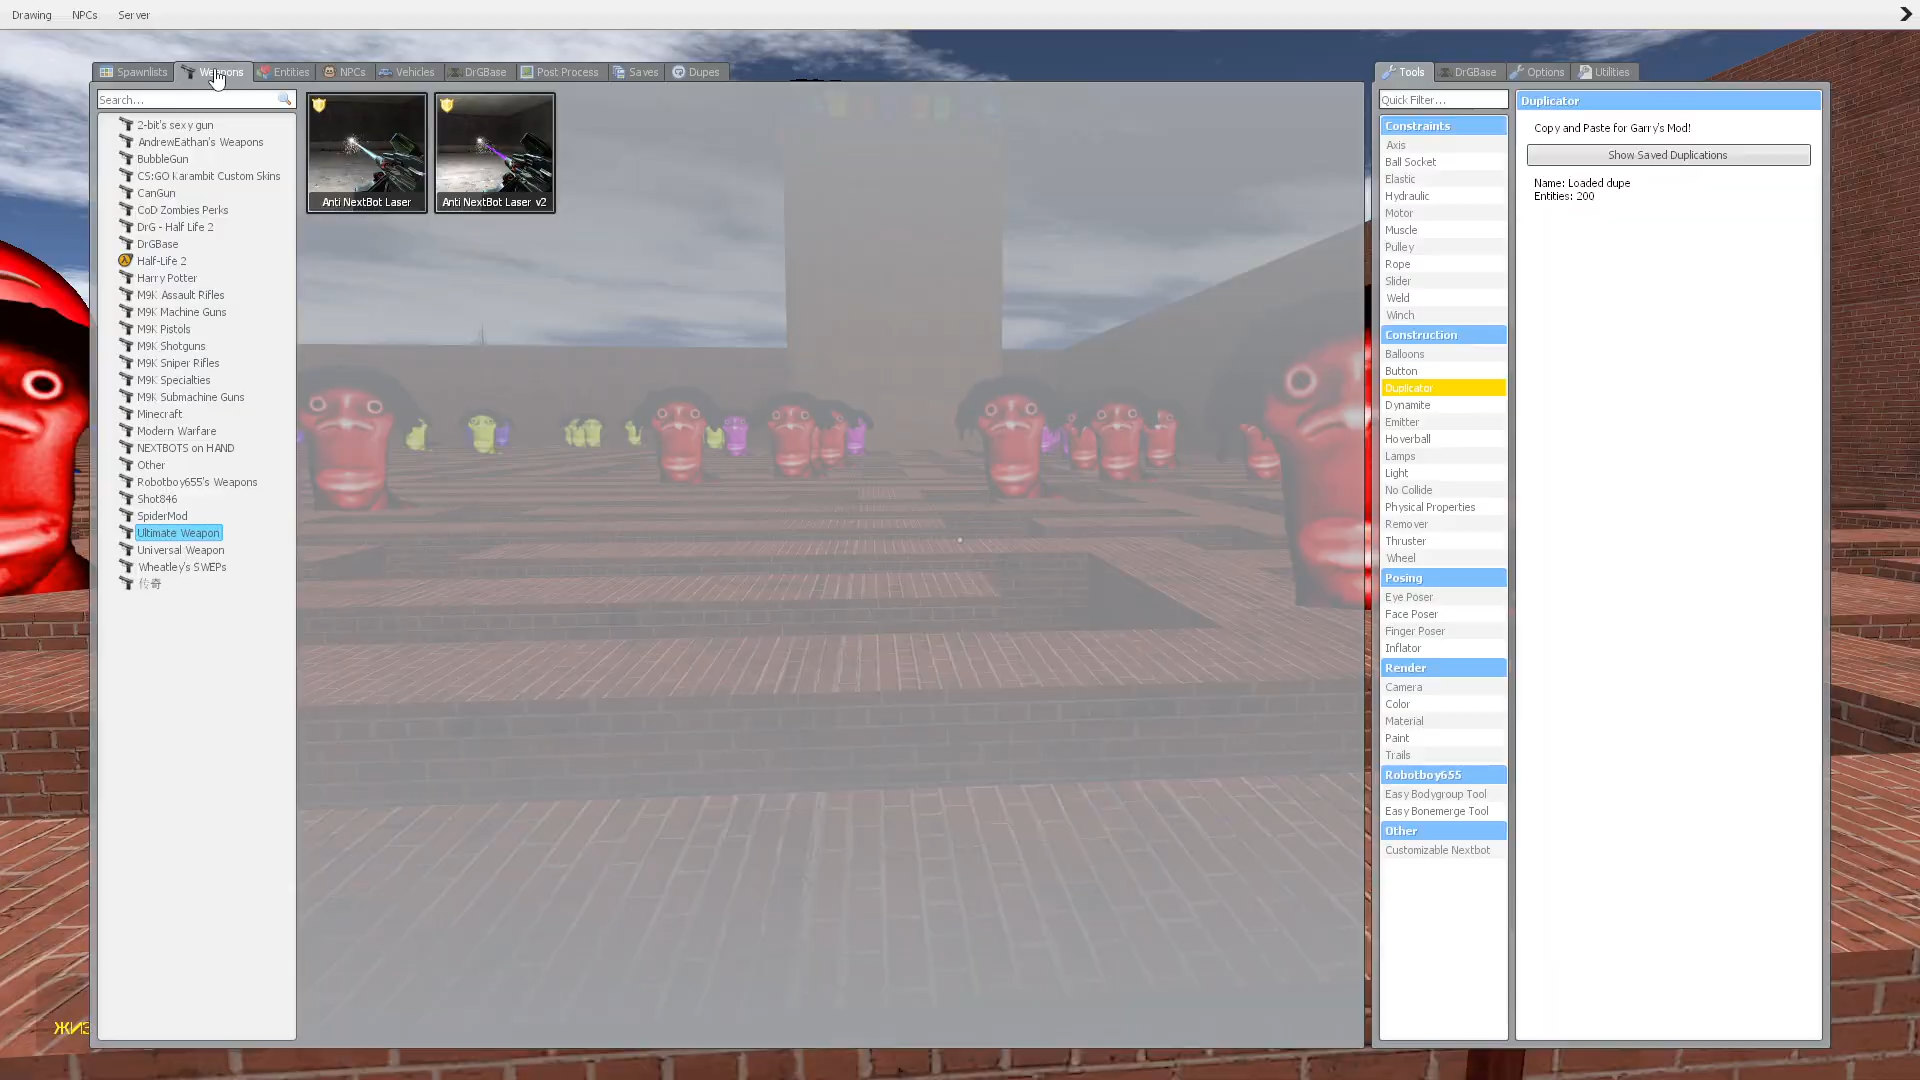 Drawing NPCs Server
Spawnlists Weapons Entities NPCs Vehicles DrGBase Post Process Saves Dupes
Search...
2-bit's sexy gun
AndrewEathan's Weapons
BubbleGun
CS:GO Karambit Custom Skins
CanGun
CoD Zombies Perks
DrG - Half Life 2
DrGBase
Half-Life 2
Harry Potter
M9K Assault Rifles
M9K Machine Guns
M9K Pistols
M9K Shotguns
M9K Sniper Rifles
M9K Specialties
M9K Submachine Guns
Minecraft
Modern Warfare
NEXTBOTS on HAND
Other
Robotboy655's Weapons
Shot846
SpiderMod
Ultimate Weapon
Universal Weapon
Wheatley's SWEPs
传奇
Anti NextBot Laser
Anti NextBot Laser v2
ЖИЗ
Tools DrGBase Options Utilities
Quick Filter...
Constraints
Axis
Ball Socket
Elastic
Hydraulic
Motor
Muscle
Pulley
Rope
Slider
Weld
Winch
Construction
Balloons
Button
Duplicator
Dynamite
Emitter
Hoverball
Lamps
Light
No Collide
Physical Properties
Remover
Thruster
Wheel
Posing
Eye Poser
Face Poser
Finger Poser
Inflator
Render
Camera
Color
Material
Paint
Trails
Robotboy655
Easy Bodygroup Tool
Easy Bonemerge Tool
Other
Customizable Nextbot
Duplicator
Copy and Paste for Garry's Mod!
Show Saved Duplications
Name: Loaded dupe
Entities: 200